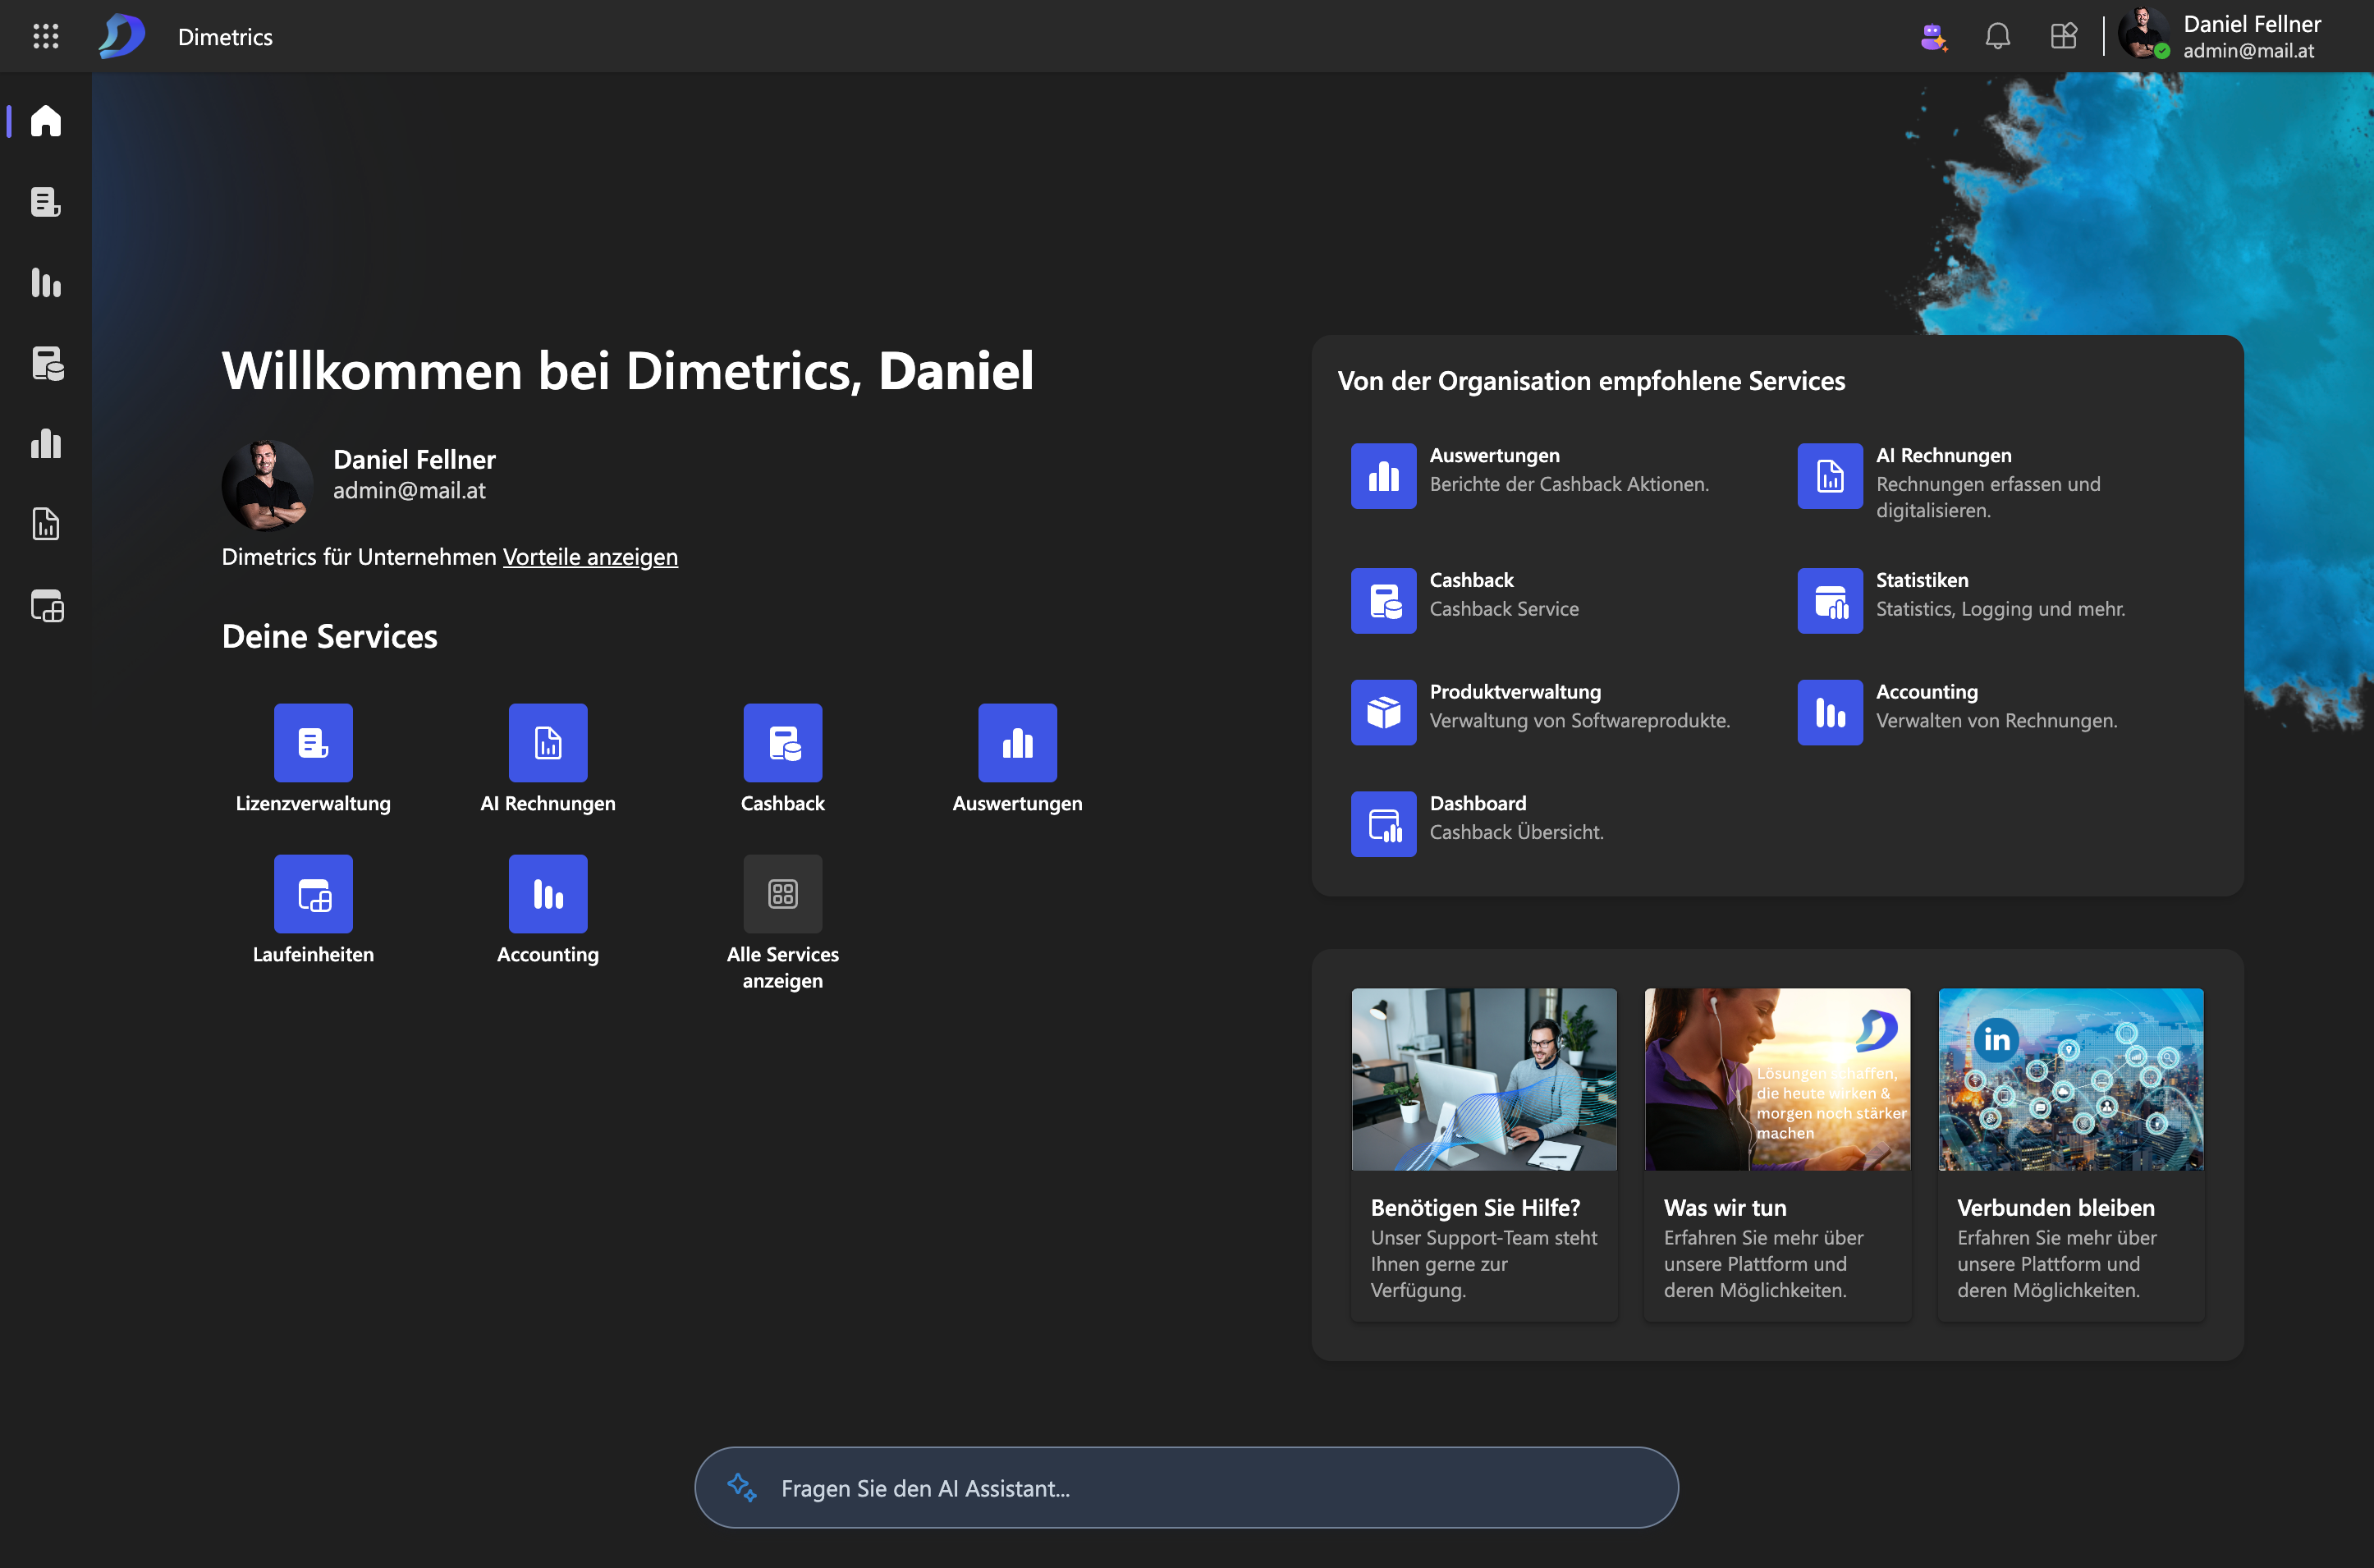 Dimetrics
Daniel Fellner
admin@mail.at
Willkommen bei Dimetrics, Daniel
Daniel Fellner
admin@mail.at
Dimetrics für Unternehmen Vorteile anzeigen
Deine Services
Lizenzverwaltung
AI Rechnungen
Cashback
Auswertungen
Laufeinheiten
Accounting
Alle Services
anzeigen
Von der Organisation empfohlene Services
Auswertungen
Berichte der Cashback Aktionen.
AI Rechnungen
Rechnungen erfassen und
digitalisieren.
Cashback
Cashback Service
Statistiken
Statistics, Logging und mehr.
Produktverwaltung
Verwaltung von Softwareprodukte.
Accounting
Verwalten von Rechnungen.
Dashboard
Cashback Übersicht.
Benötigen Sie Hilfe?
Unser Support-Team steht
Ihnen gerne zur
Verfügung.
Lösungen schaffen,
die heute wirken &
morgen noch stärker
machen
Was wir tun
Erfahren Sie mehr über
unsere Plattform und
deren Möglichkeiten.
in
Verbunden bleiben
Erfahren Sie mehr über
unsere Plattform und
deren Möglichkeiten.
Fragen Sie den AI Assistant...